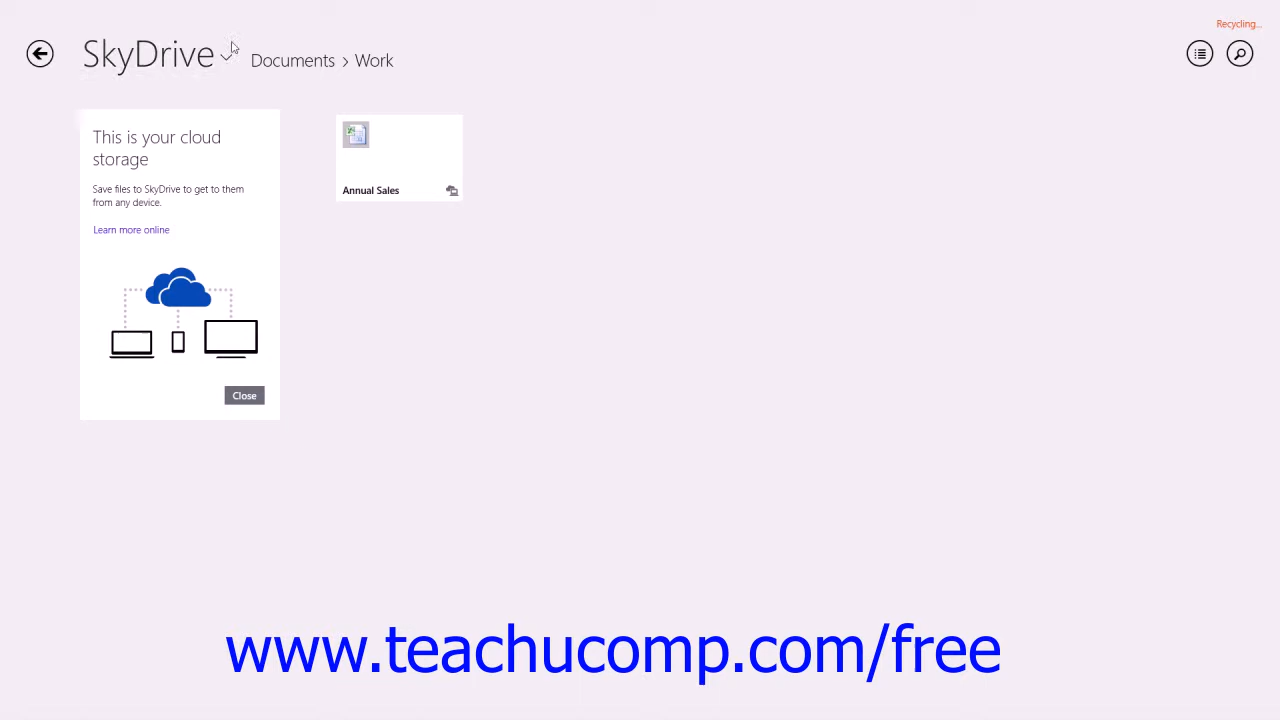 Recycling...
SkyDrive
Documents > Work
This is your cloud
storage
Save files to SkyDrive to get to them
from any device.
Learn more online
Close
Annual Sales
www.teachucomp.com/free